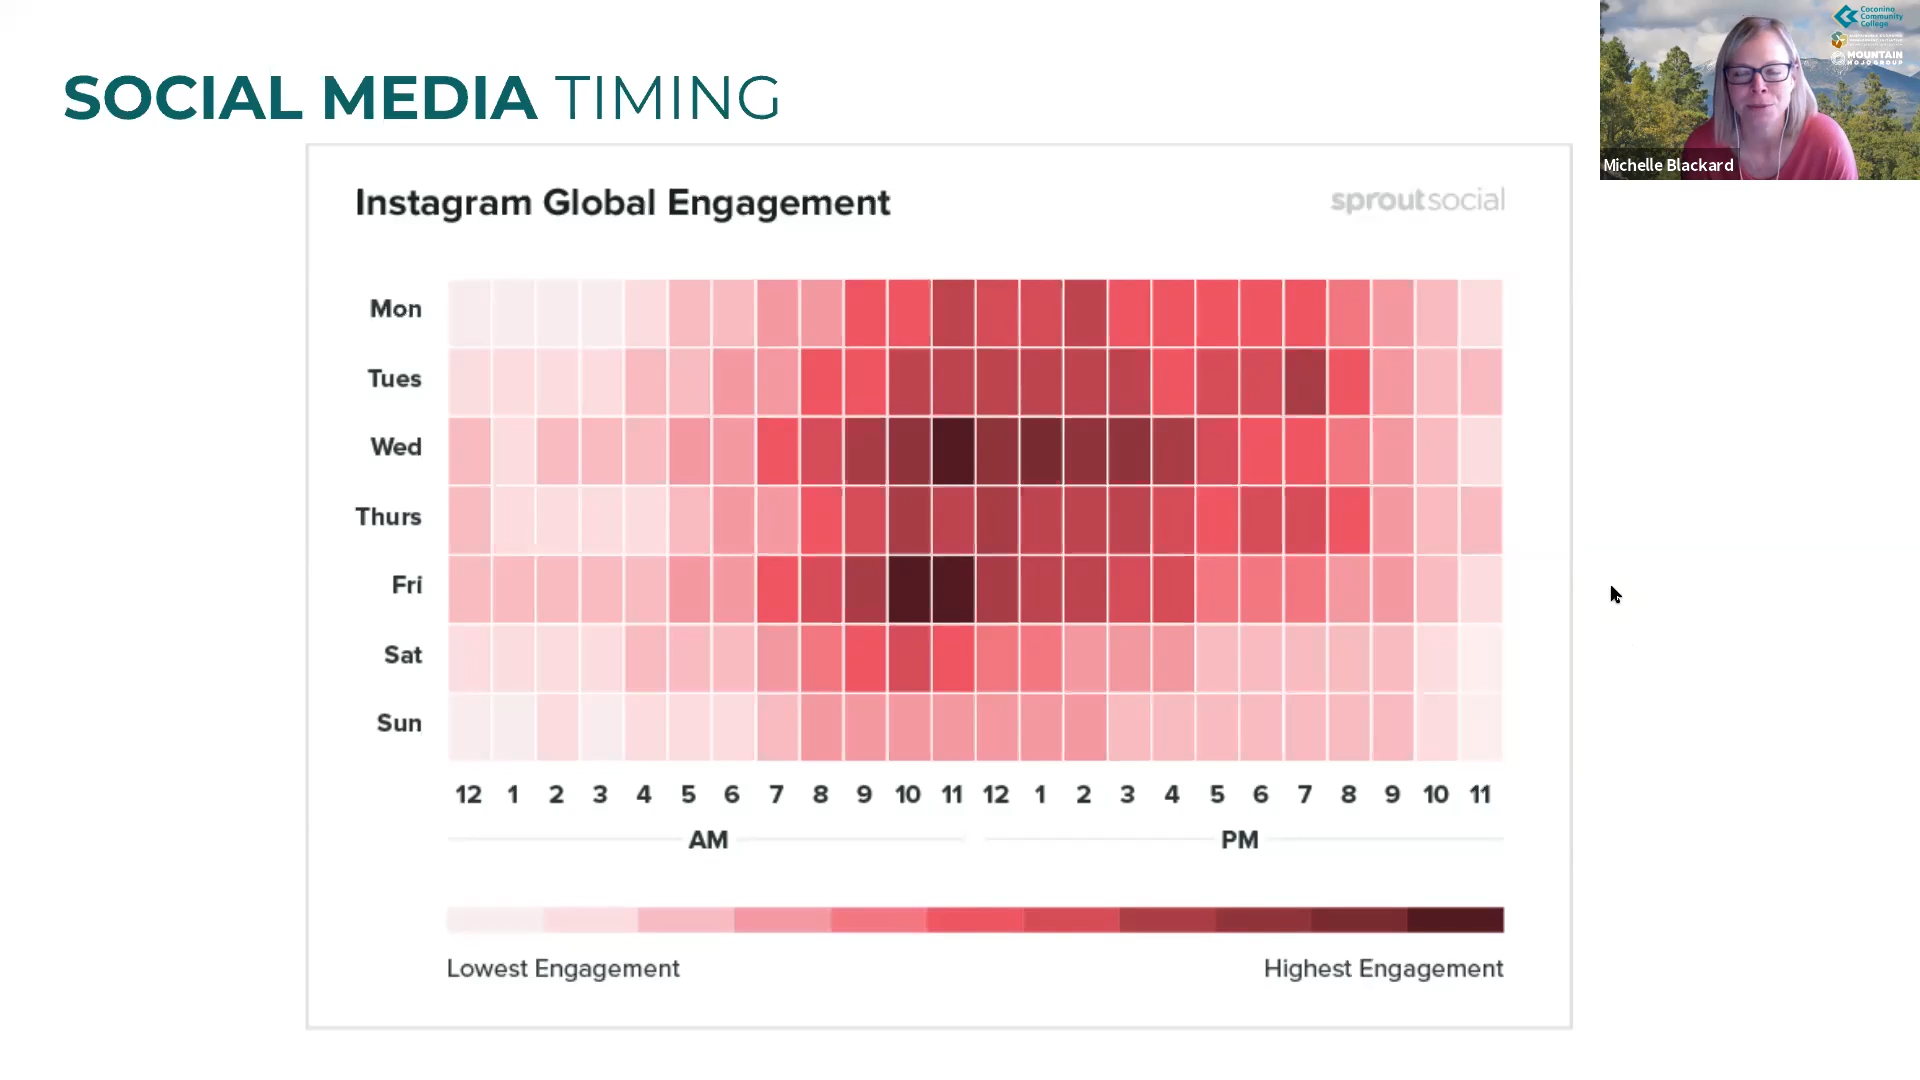 SOCIAL MEDIA TIMING
Coconino
Community
College
MOUNTAIN
MOJO GROUP
Michelle Blackard
Instagram Global Engagement
sproutsocial
Mon
Tues
Wed
Thurs
Fri
Sat
Sun
12 1 2 3 4 5 6 7 8 9 10 11 12 1 2 3 4 5 6 7 8 9 10 11
AM PM
Lowest Engagement Highest Engagement